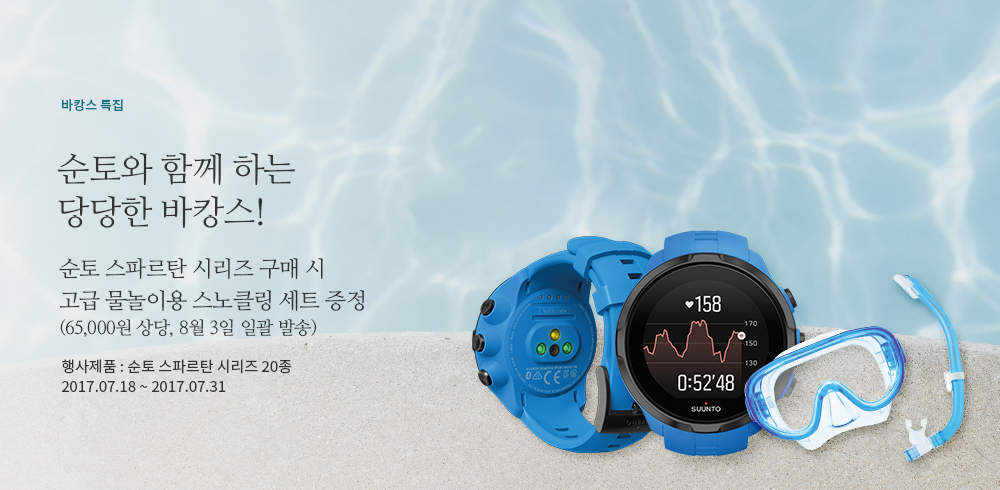 바캉스 특집
순토와 함께 하는
당당한 바캉스!
순토 스파르탄 시리즈 구매 시
고급 물놀이용 스노클링 세트 증정
(65,000원 상당, 8월 3일 일괄 발송)
행사제품 : 순토 스파르탄 시리즈 20종
2017.07.18 ~ 2017.07.31
158
170
150
130
0:52'48
SUUNTO